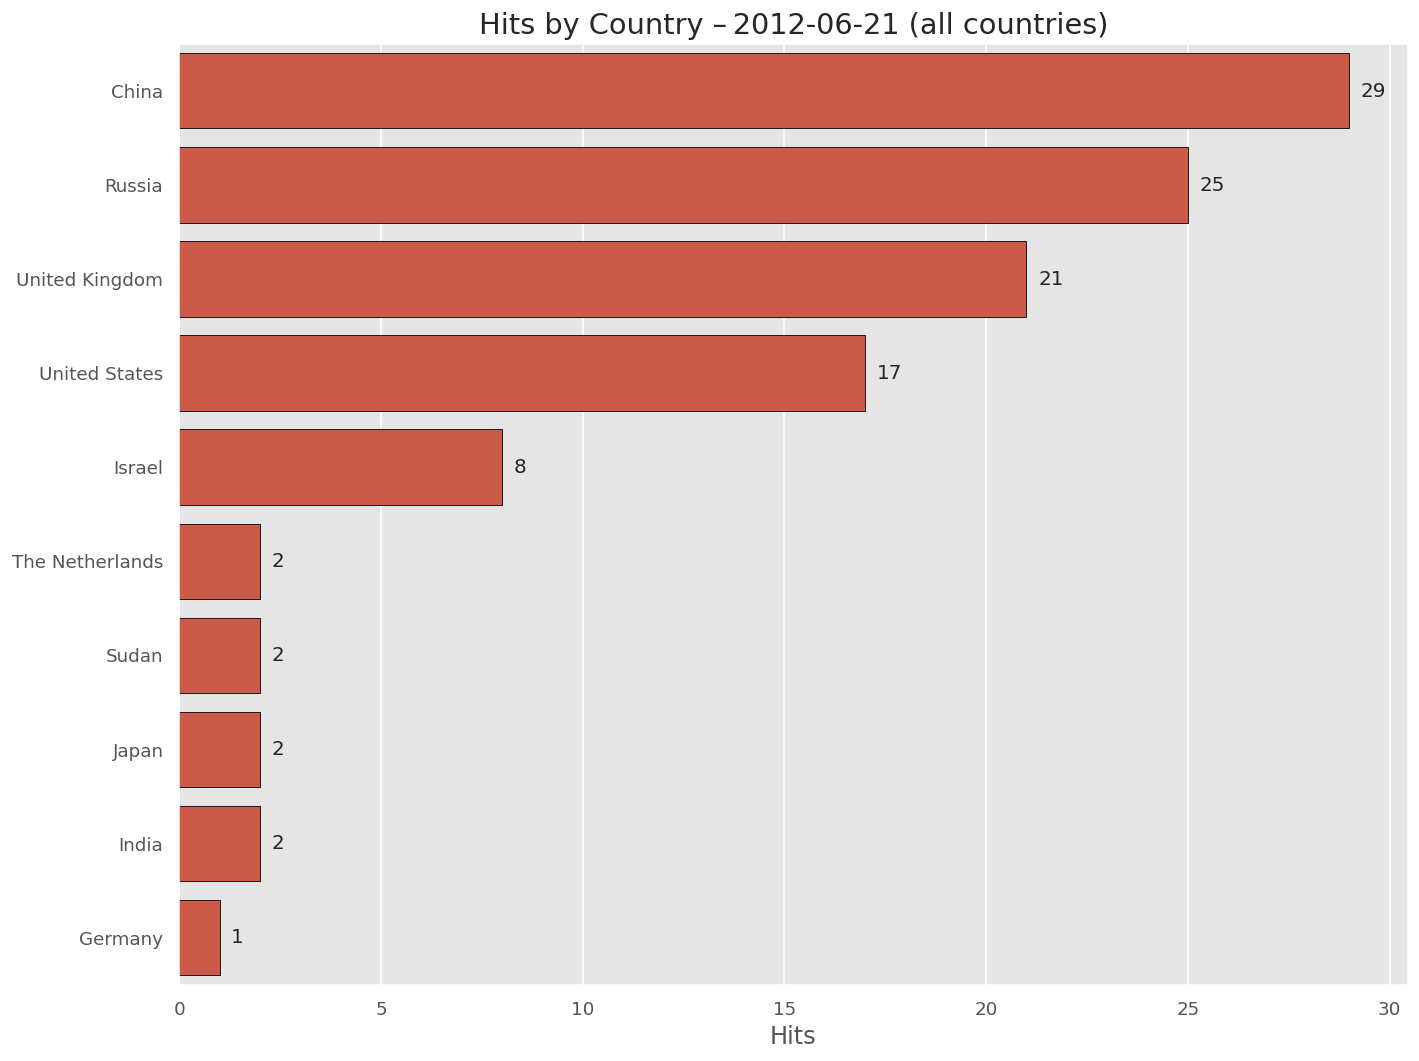 Hits by Country – 2012-06-21 (all countries)
China 29
Russia 25
United Kingdom 21
United States 17
Israel 8
The Netherlands 2
Sudan 2
Japan 2
India 2
Germany 1
0 5 10 15 20 25 30
Hits